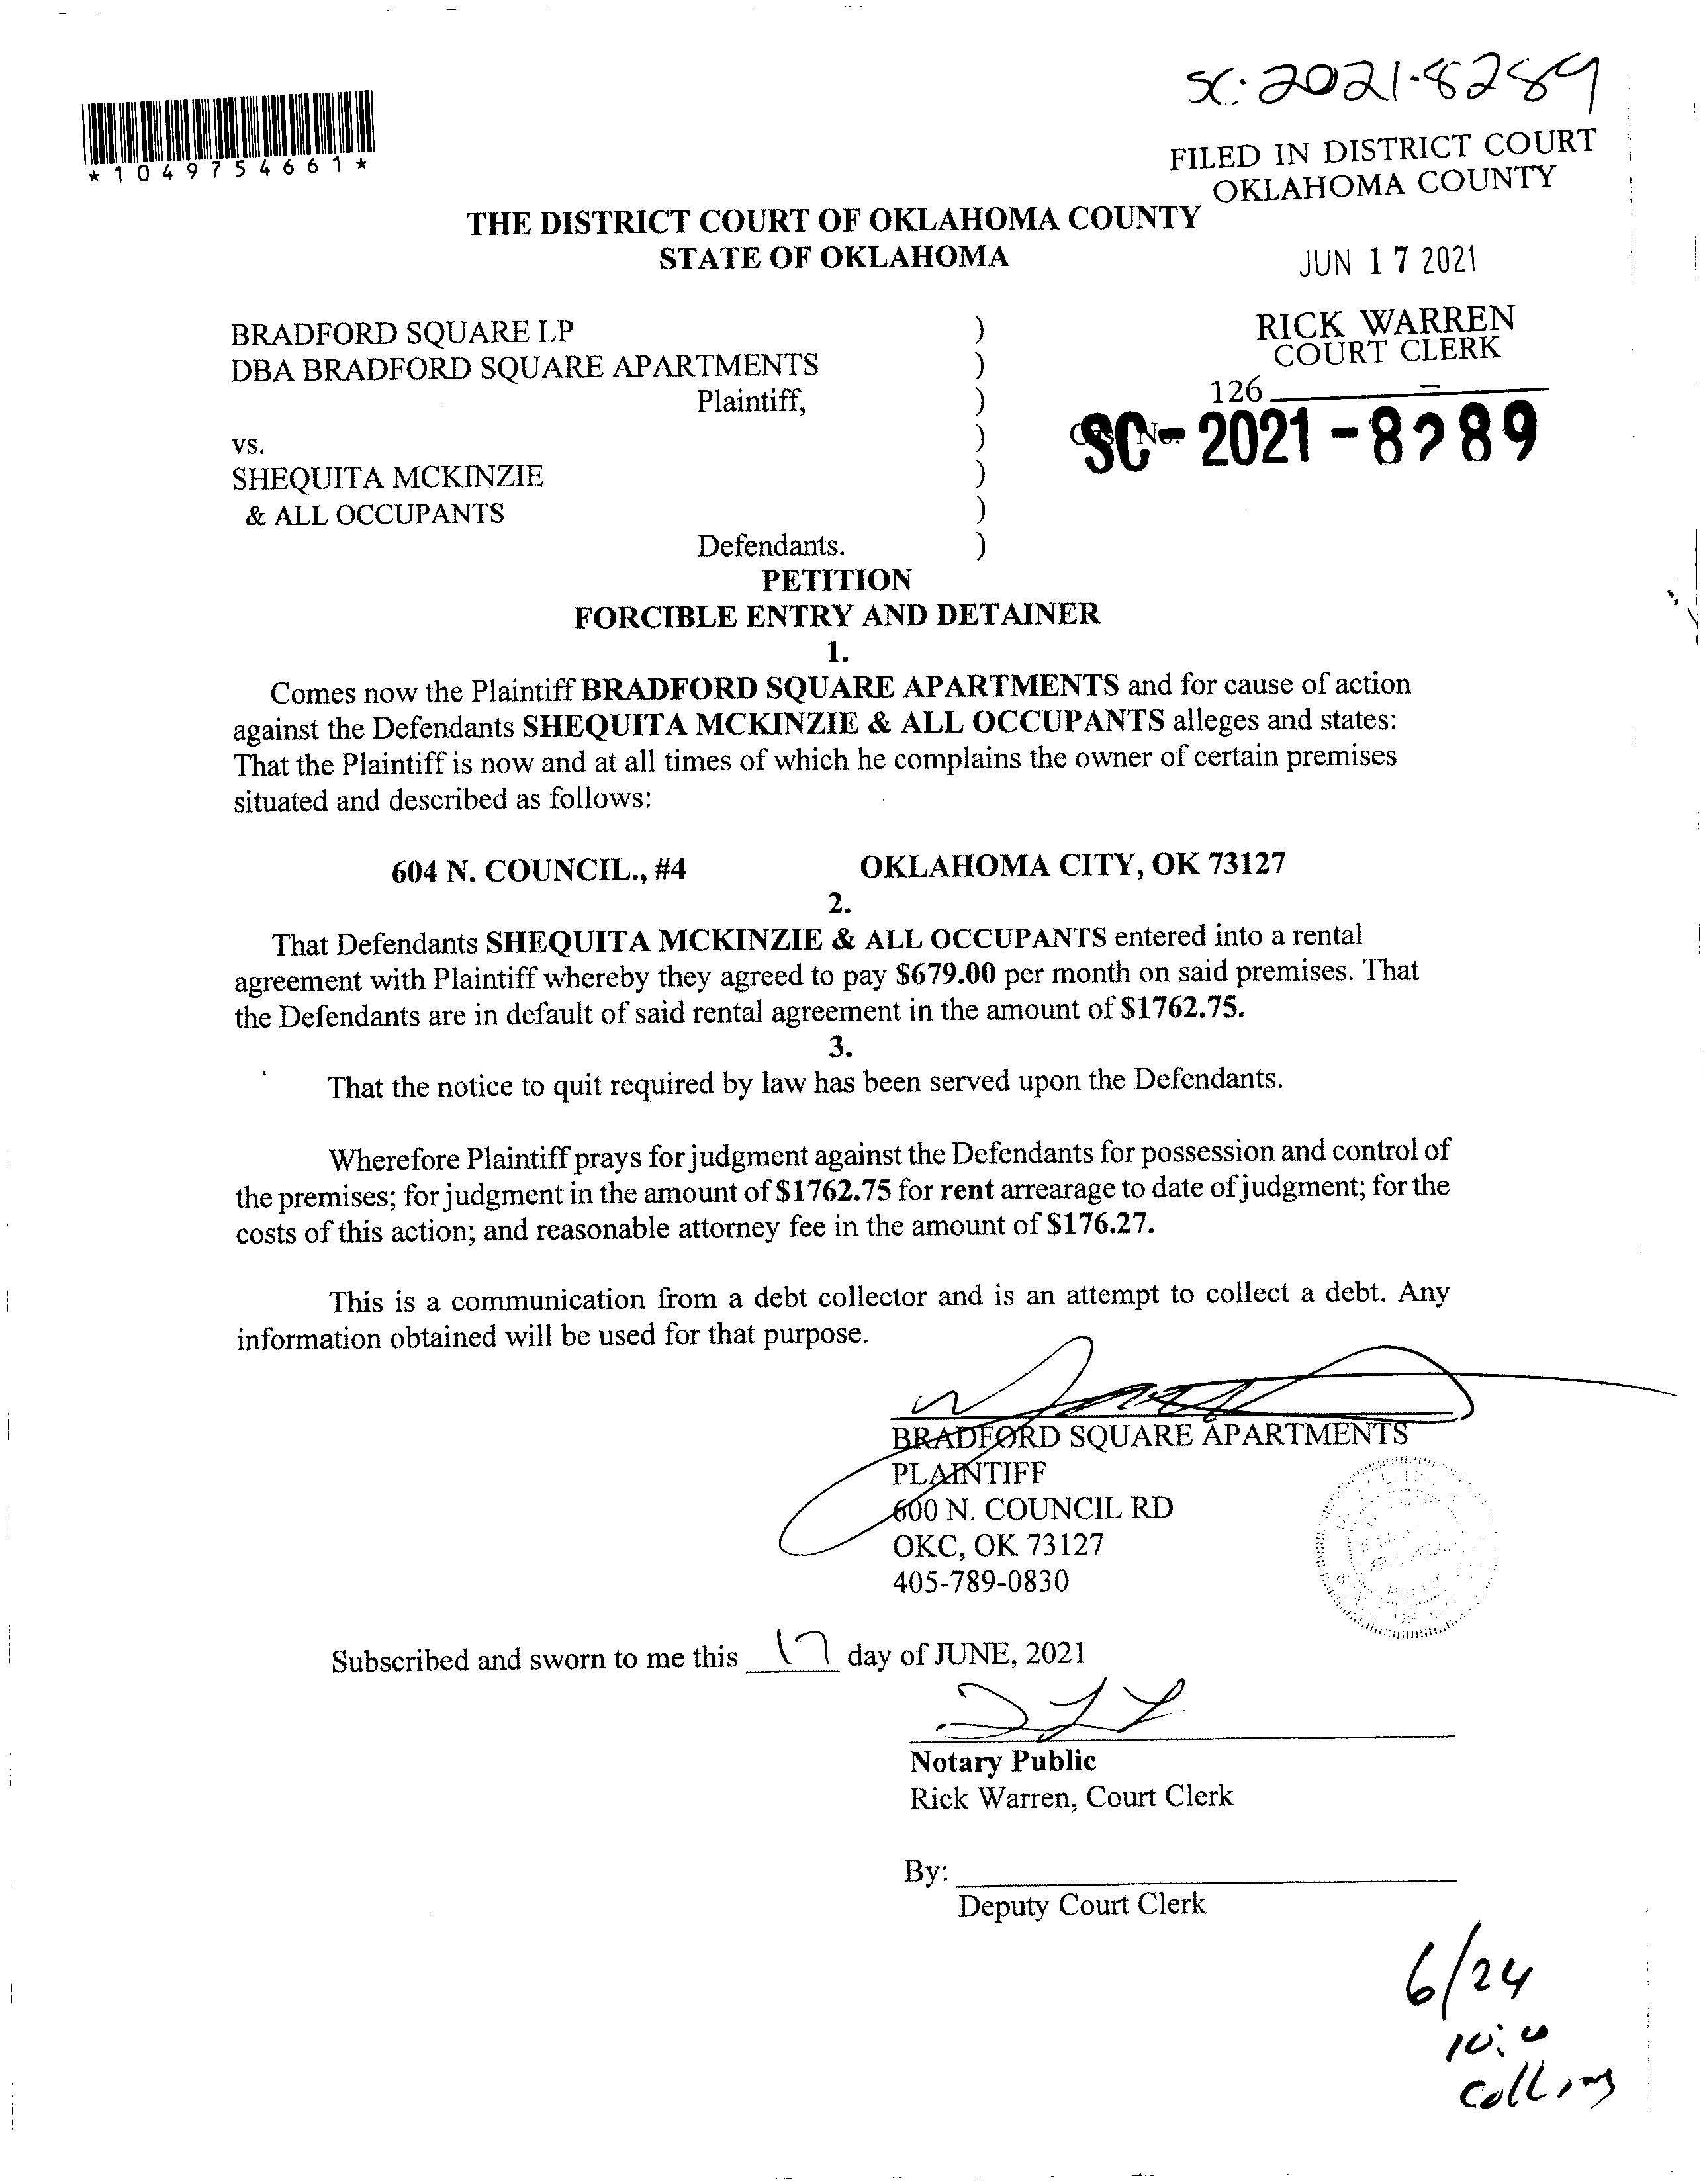 SC-2021-8289
*1049754661*
FILED IN DISTRICT COURT
OKLAHOMA COUNTY
THE DISTRICT COURT OF OKLAHOMA COUNTY
STATE OF OKLAHOMA
JUN 17 2021
BRADFORD SQUARE LP )
RICK WARREN
COURT CLERK
DBA BRADFORD SQUARE APARTMENTS )
126
Plaintiff, )
Case No.
SC-2021-8289
vs. )
SHEQUITA MCKINZIE )
& ALL OCCUPANTS )
Defendants. )
PETITION
FORCIBLE ENTRY AND DETAINER
1.
Comes now the Plaintiff BRADFORD SQUARE APARTMENTS and for cause of action
against the Defendants SHEQUITA MCKINZIE & ALL OCCUPANTS alleges and states:
That the Plaintiff is now and at all times of which he complains the owner of certain premises
situated and described as follows:
604 N. COUNCIL., #4 OKLAHOMA CITY, OK 73127
2.
That Defendants SHEQUITA MCKINZIE & ALL OCCUPANTS entered into a rental
agreement with Plaintiff whereby they agreed to pay $679.00 per month on said premises. That
the Defendants are in default of said rental agreement in the amount of $1762.75.
3.
That the notice to quit required by law has been served upon the Defendants.
Wherefore Plaintiff prays for judgment against the Defendants for possession and control of
the premises; for judgment in the amount of $1762.75 for rent arrearage to date of judgment; for the
costs of this action; and reasonable attorney fee in the amount of $176.27.
This is a communication from a debt collector and is an attempt to collect a debt. Any
information obtained will be used for that purpose.
BRADFORD SQUARE APARTMENTS
PLAINTIFF
600 N. COUNCIL RD
OKC, OK 73127
405-789-0830
Subscribed and sworn to me this 17 day of JUNE, 2021
Notary Public
Rick Warren, Court Clerk
By:
Deputy Court Clerk
6/24
Collins